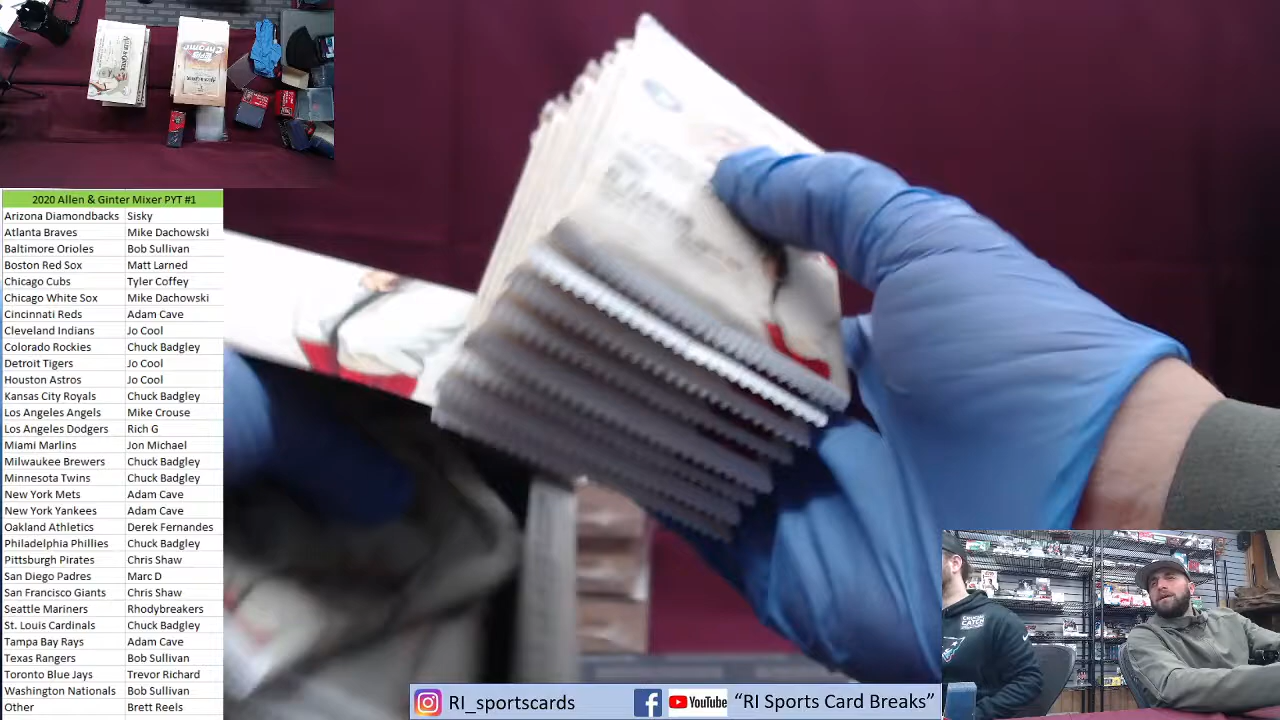 2020 Allen & Ginter Mixer PYT #1
Arizona Diamondbacks Sisky
Atlanta Braves Mike Dachowski
Baltimore Orioles Bob Sullivan
Boston Red Sox Matt Larned
Chicago Cubs Tyler Coffey
Chicago White Sox Mike Dachowski
Cincinnati Reds Adam Cave
Cleveland Indians Jo Cool
Colorado Rockies Chuck Badgley
Detroit Tigers Jo Cool
Houston Astros Jo Cool
Kansas City Royals Chuck Badgley
Los Angeles Angels Mike Crouse
Los Angeles Dodgers Rich G
Miami Marlins Jon Michael
Milwaukee Brewers Chuck Badgley
Minnesota Twins Chuck Badgley
New York Mets Adam Cave
New York Yankees Adam Cave
Oakland Athletics Derek Fernandes
Philadelphia Phillies Chuck Badgley
Pittsburgh Pirates Chris Shaw
San Diego Padres Marc D
San Francisco Giants Chris Shaw
Seattle Mariners Rhodybreakers
St. Louis Cardinals Chuck Badgley
Tampa Bay Rays Adam Cave
Texas Rangers Bob Sullivan
Toronto Blue Jays Trevor Richard
Washington Nationals Bob Sullivan
Other Brett Reels
RI_sportscards
YouTube "RI Sports Card Breaks"
Chrome